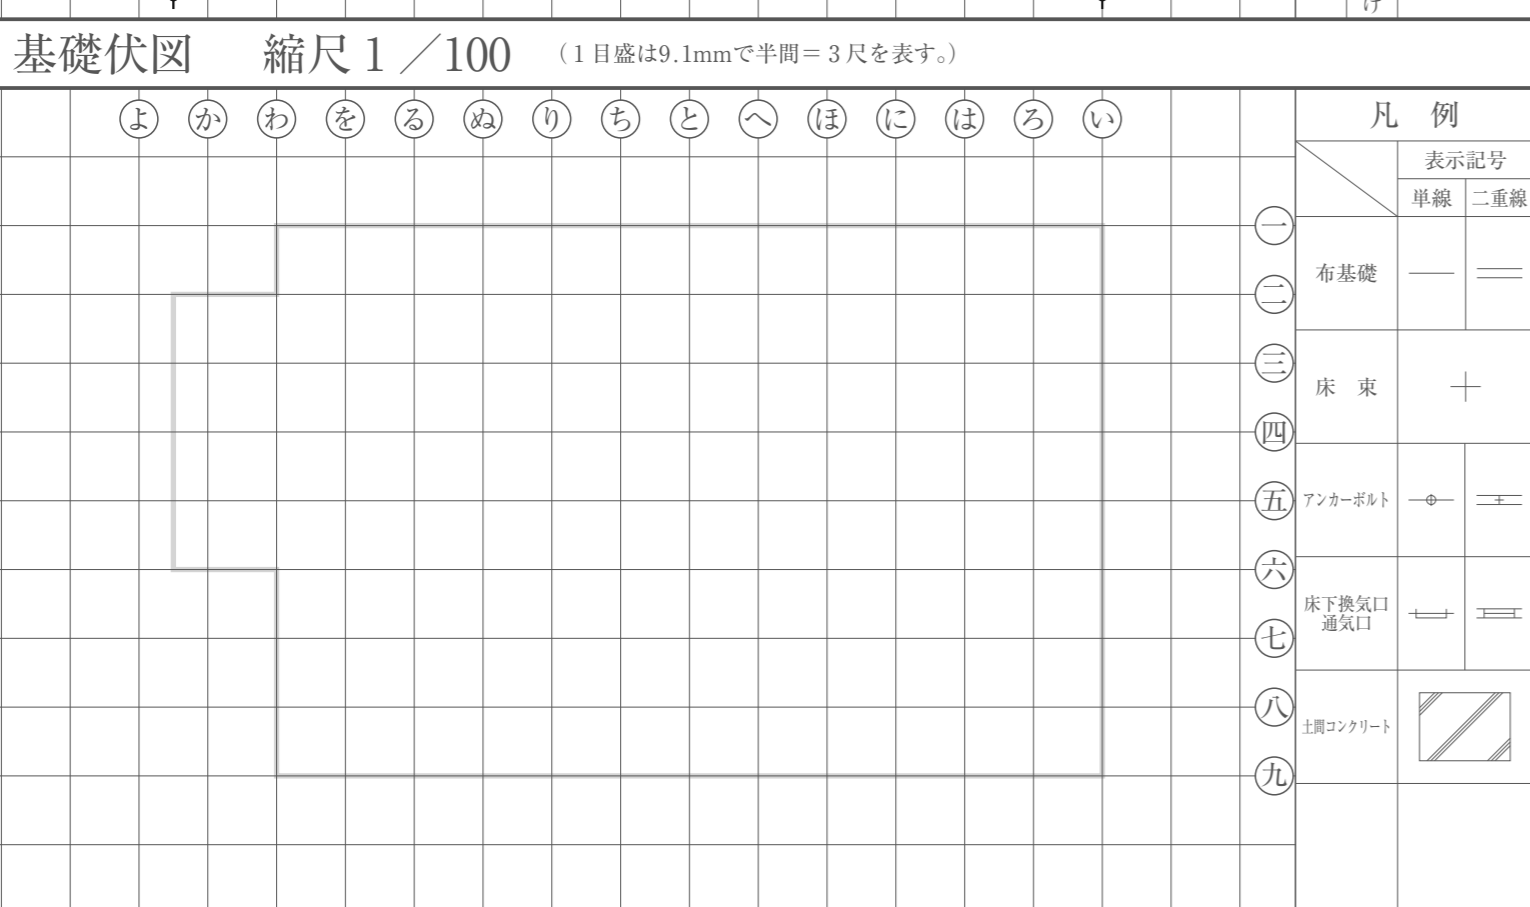 け
基礎伏図 縮尺1／100 (1目盛は9.1mmで半間＝3尺を表す。)
よ か わ を る ぬ り ち と へ ほ に は ろ い
凡 例
表示記号
単線 二重線
一
二
三
四
五
六
七
八
九
布基礎
床 束
アンカーボルト
床下換気口
通気口
土間コンクリート